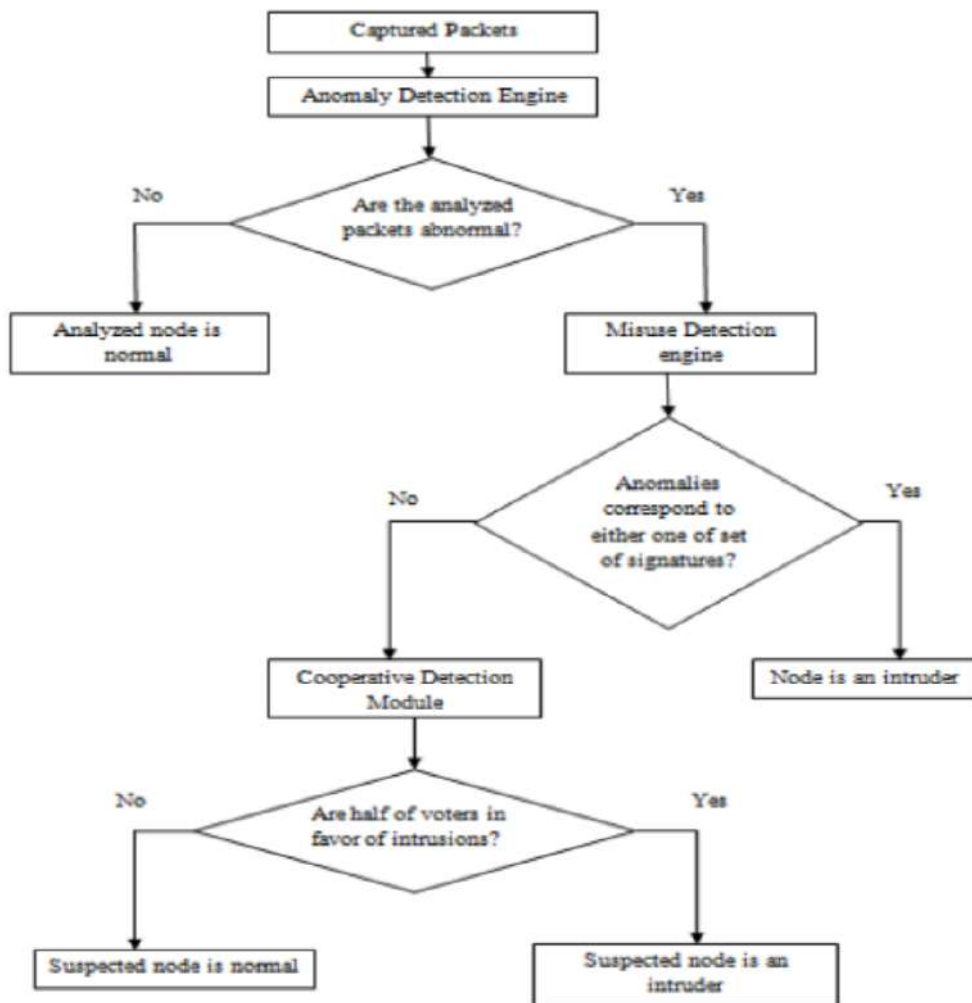 Captured Packets
Anomaly Detection Engine
No
Yes
Are the analyzed
packets abnormal?
Analyzed node is
normal
Misuse Detection
engine
No
Yes
Anomalies
correspond to
either one of set
of signatures?
Cooperative Detection
Module
Node is an intruder
No
Yes
Are half of voters in
favor of intrusions?
Suspected node is normal
Suspected node is an
intruder